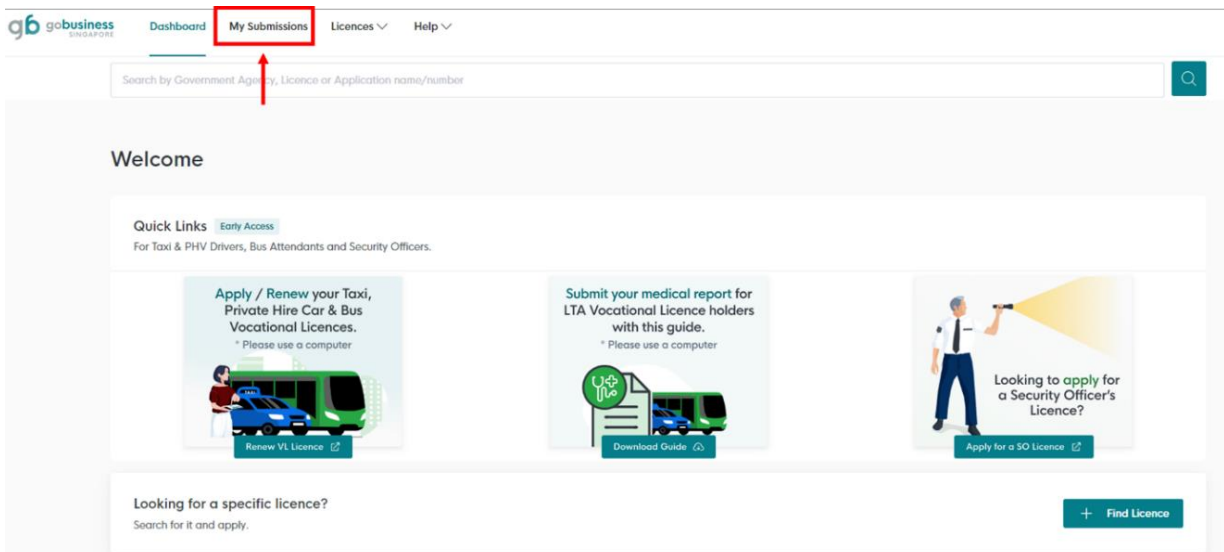 gb gobusiness
SINGAPORE
Dashboard My Submissions Licences Help
Search by Government Agency, Licence or Application name/number
Welcome
Quick Links Early Access
For Taxi & PHV Drivers, Bus Attendants and Security Officers.
Apply / Renew your Taxi,
Private Hire Car & Bus
Vocational Licences.
* Please use a computer
TAXI
Renew VL Licence
Submit your medical report for
LTA Vocational Licence holders
with this guide.
* Please use a computer
Download Guide
Looking to apply for
a Security Officer's
Licence?
Apply for a SO Licence
Looking for a specific licence?
Search for it and apply.
+ Find Licence